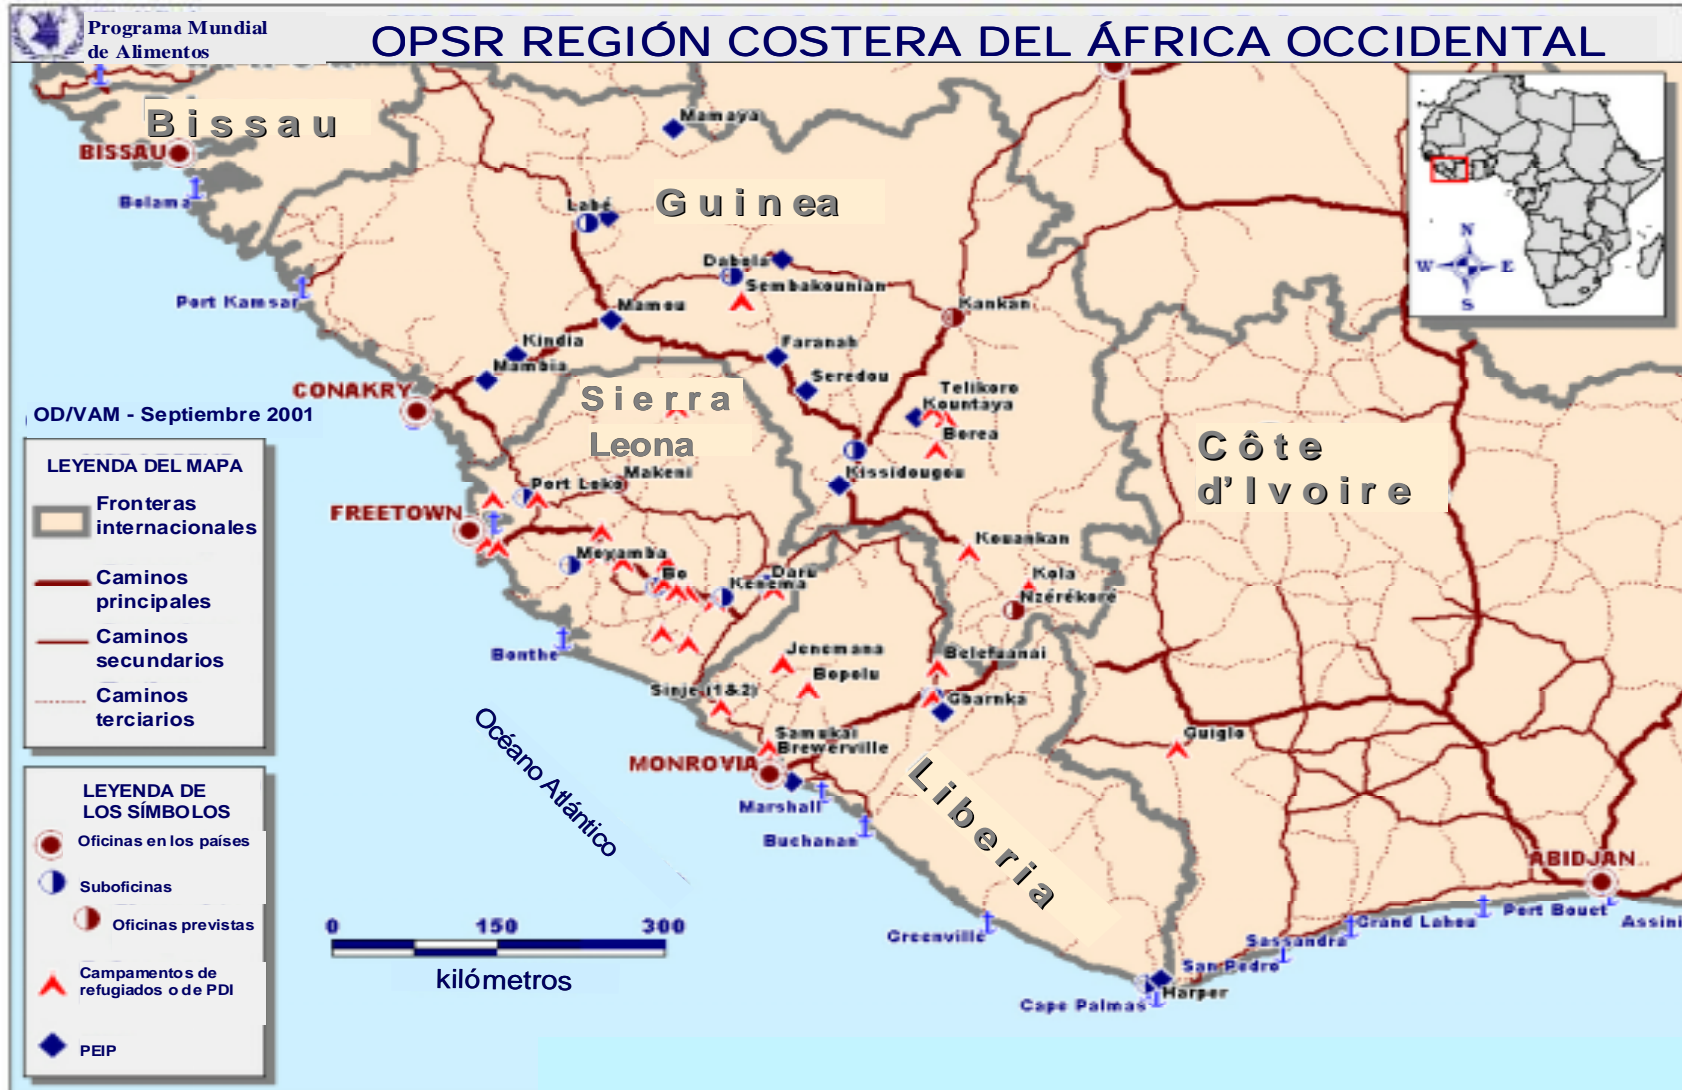 Programa Mundial
de Alimentos
OPSR REGIÓN COSTERA DEL ÁFRICA OCCIDENTAL
Bissau
BISSAU
Bolama
Mamaya
Guinea
Labé
Dabola
Sembakounian
Port Kamsar
Mamou
Kankan
Kindia
Faranah
Mambia
Seredou
CONAKRY
Sierra
Leona
Telikoro
Kountaya
Borea
Côte
d'Ivoire
N
W
E
S
OD/VAM - Septiembre 2001
LEYENDA DEL MAPA
Fronteras
internacionales
Caminos
principales
Caminos
secundarios
Caminos
terciarios
Kissidougou
Makeni
Port Loko
FREETOWN
Kouankan
Moyamba
Bo
Daru
Kenema
Kola
Nzérékoré
Bonthe
Jenemana
Belefuanai
Bopolu
Sinje (1&2)
Gbarnka
Samukai
Brewerville
Guiglo
MONROVIA
Marshall
Buchanan
Liberia
Océano Atlántico
LEYENDA DE
LOS SÍMBOLOS
Oficinas en los países
Suboficinas
Oficinas previstas
Campamentos de
refugiados o de PDI
PEIP
0 150 300
kilómetros
ABIDJAN
Port Bouet
Assini
Grand Lahou
Sassandra
San Pedro
Greenville
Harper
Cape Palmas